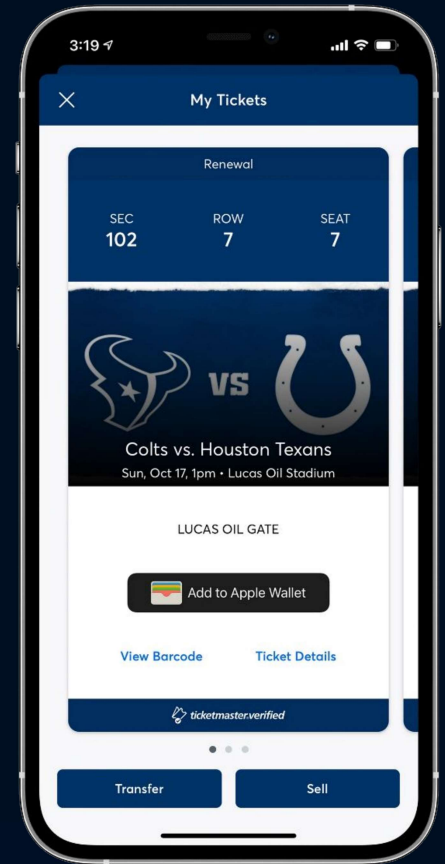 3:19
My Tickets
Renewal
SEC ROW SEAT
102 7 7
VS
Colts vs. Houston Texans
Sun, Oct 17, 1pm • Lucas Oil Stadium
LUCAS OIL GATE
Add to Apple Wallet
View Barcode Ticket Details
ticketmaster.verified
Transfer Sell